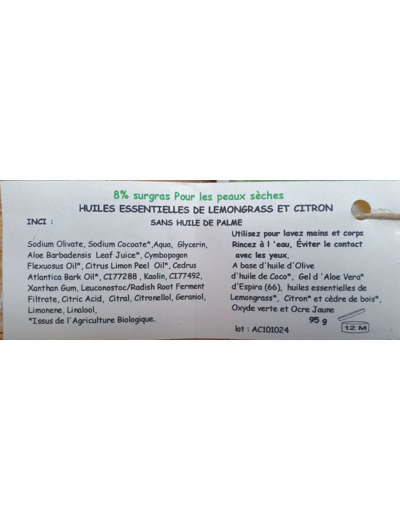 8% surgras Pour les peaux sèches
HUILES ESSENTIELLES DE LEMONGRASS ET CITRON
INCI :
SANS HUILE DE PALME
Sodium Olivate, Sodium Cocoate*,Aqua, Glycerin,
Aloe Barbadensis Leaf Juice*, Cymbopogon
Flexuosus Oil*, Citrus Limon Peel Oil*, Cedrus
Atlantica Bark Oil*, CI77288 , Kaolin, CI77492,
Xanthan Gum, Leuconostoc/Radish Root Ferment
Filtrate, Citric Acid, Citral, Citronellol, Geraniol,
Limonene, Linalool,
*Issus de l'Agriculture Biologique.
Utilisez pour lavez mains et corps
Rincez à l 'eau, Éviter le contact
avec les yeux,
A base d'huile d'Olive
d'huile de Coco*, Gel d 'Aloe Vera*
d'Espira (66), huiles essentielles de
Lemongrass*, Citron* et cèdre de bois*,
Oxyde verte et Ocre Jaune
95 g
12 M
lot : AC101024